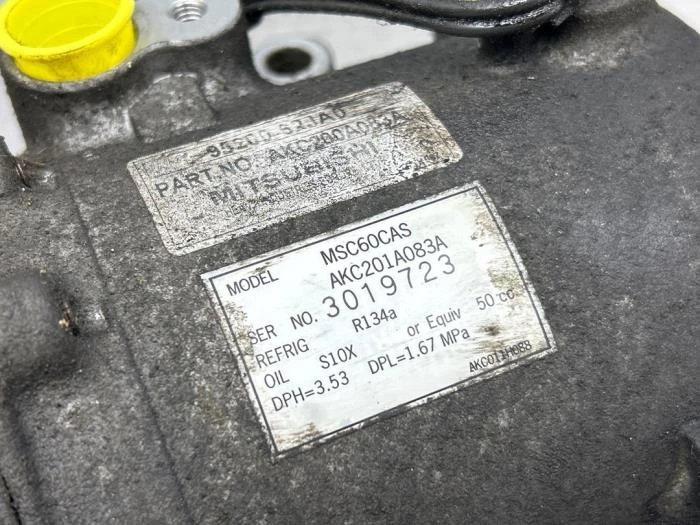 PART NO. AKC200A083A
MITSUBISHI
MODEL MSC60CAS
AKC201A083A
SER NO. 3019723
REFRIG R134a
OIL S10X or Equiv 50 cc
DPH=3.53 DPL=1.67 MPa
AKC011H088